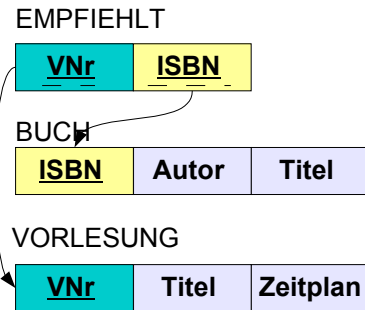 EMPFIEHLT
VNr ISBN
BUCH
ISBN Autor Titel
VORLESUNG
VNr Titel Zeitplan